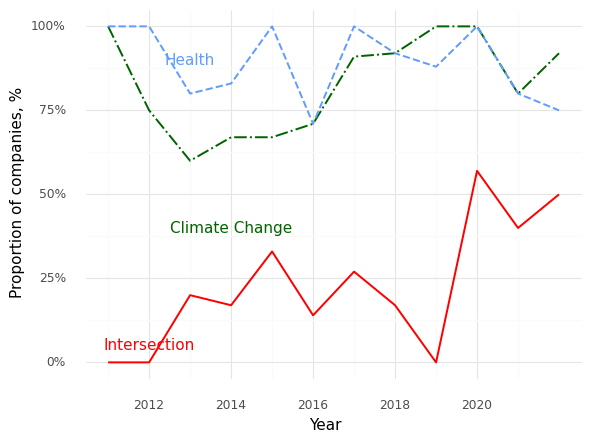 100%
Health
75%
Proportion of companies, %
50%
Climate Change
25%
Intersection
0%
2012 2014 2016 2018 2020
Year